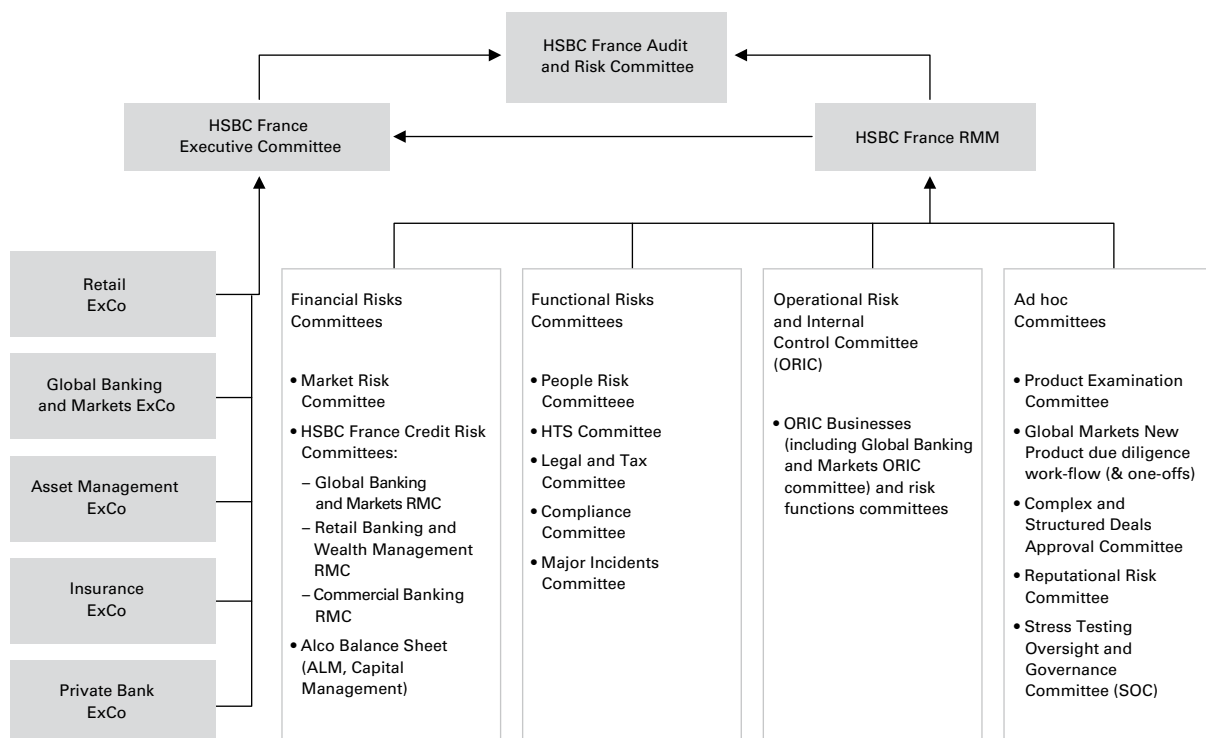 HSBC France Audit
and Risk Committee
HSBC France
Executive Committee
HSBC France RMM
Retail
ExCo
Global Banking
and Markets ExCo
Asset Management
ExCo
Insurance
ExCo
Private Bank
ExCo
Financial Risks
Committees
• Market Risk
Committee
• HSBC France Credit Risk
Committees:
– Global Banking
and Markets RMC
– Retail Banking and
Wealth Management
RMC
– Commercial Banking
RMC
• Alco Balance Sheet
(ALM, Capital
Management)
Functional Risks
Committees
• People Risk
Committeee
• HTS Committee
• Legal and Tax
Committee
• Compliance
Committee
• Major Incidents
Committee
Operational Risk
and Internal
Control Committee
(ORIC)
• ORIC Businesses
(including Global Banking
and Markets ORIC
committee) and risk
functions committees
Ad hoc
Committees
• Product Examination
Committee
• Global Markets New
Product due diligence
work-flow (& one-offs)
• Complex and
Structured Deals
Approval Committee
• Reputational Risk
Committee
• Stress Testing
Oversight and
Governance
Committee (SOC)